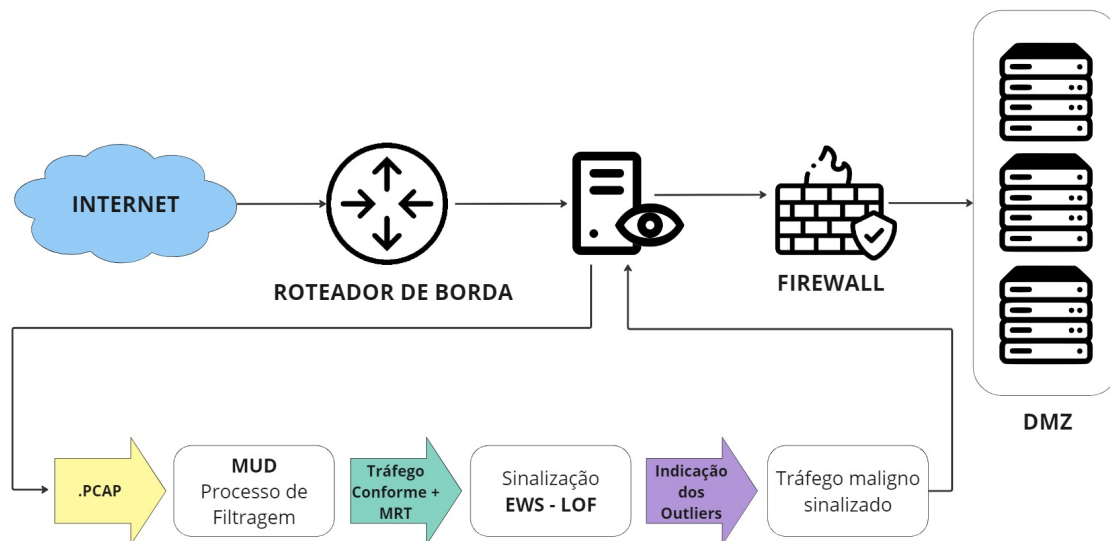 INTERNET
ROTEADOR DE BORDA
FIREWALL
DMZ
.PCAP
MUD
Processo de
Filtragem
Tráfego
Conforme +
MRT
Sinalização
EWS - LOF
Indicação
dos
Outliers
Tráfego maligno
sinalizado